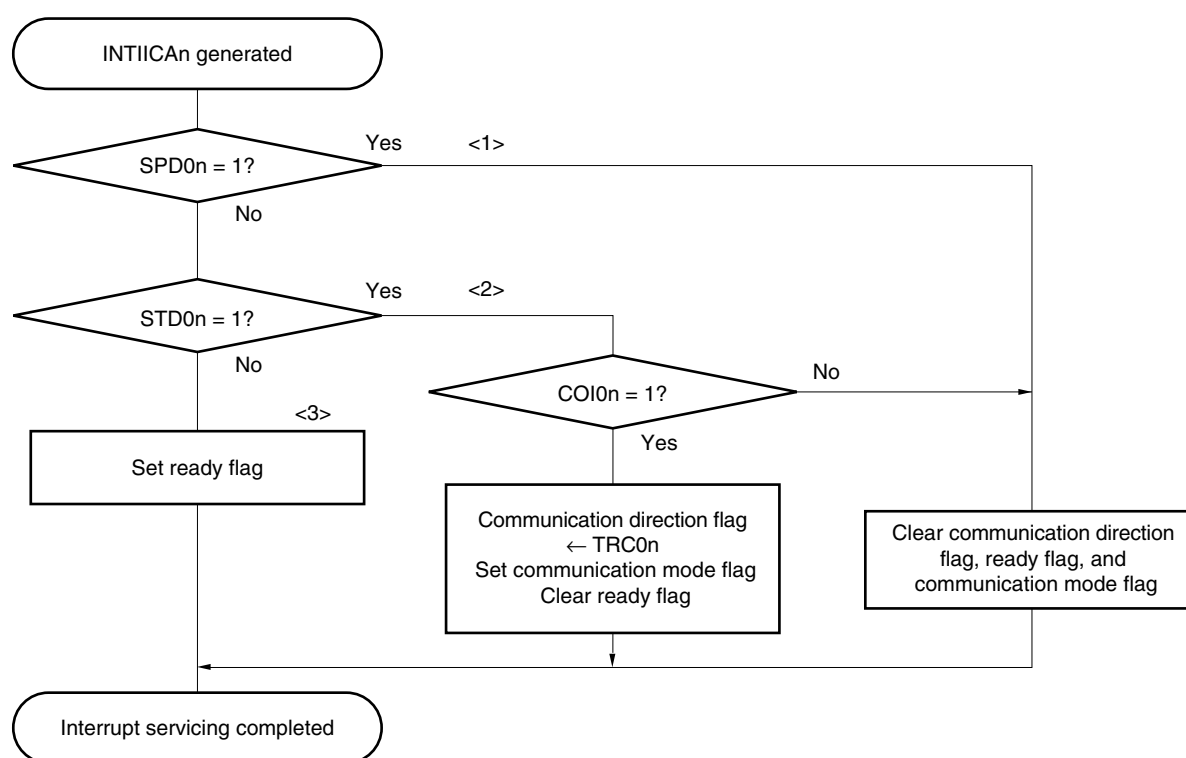 INTIICAn generated
Yes
<1>
SPD0n = 1?
No
Yes
<2>
STD0n = 1?
No
No
COI0n = 1?
<3>
Yes
Set ready flag
Communication direction flag
← TRC0n
Set communication mode flag
Clear ready flag
Clear communication direction
flag, ready flag, and
communication mode flag
Interrupt servicing completed